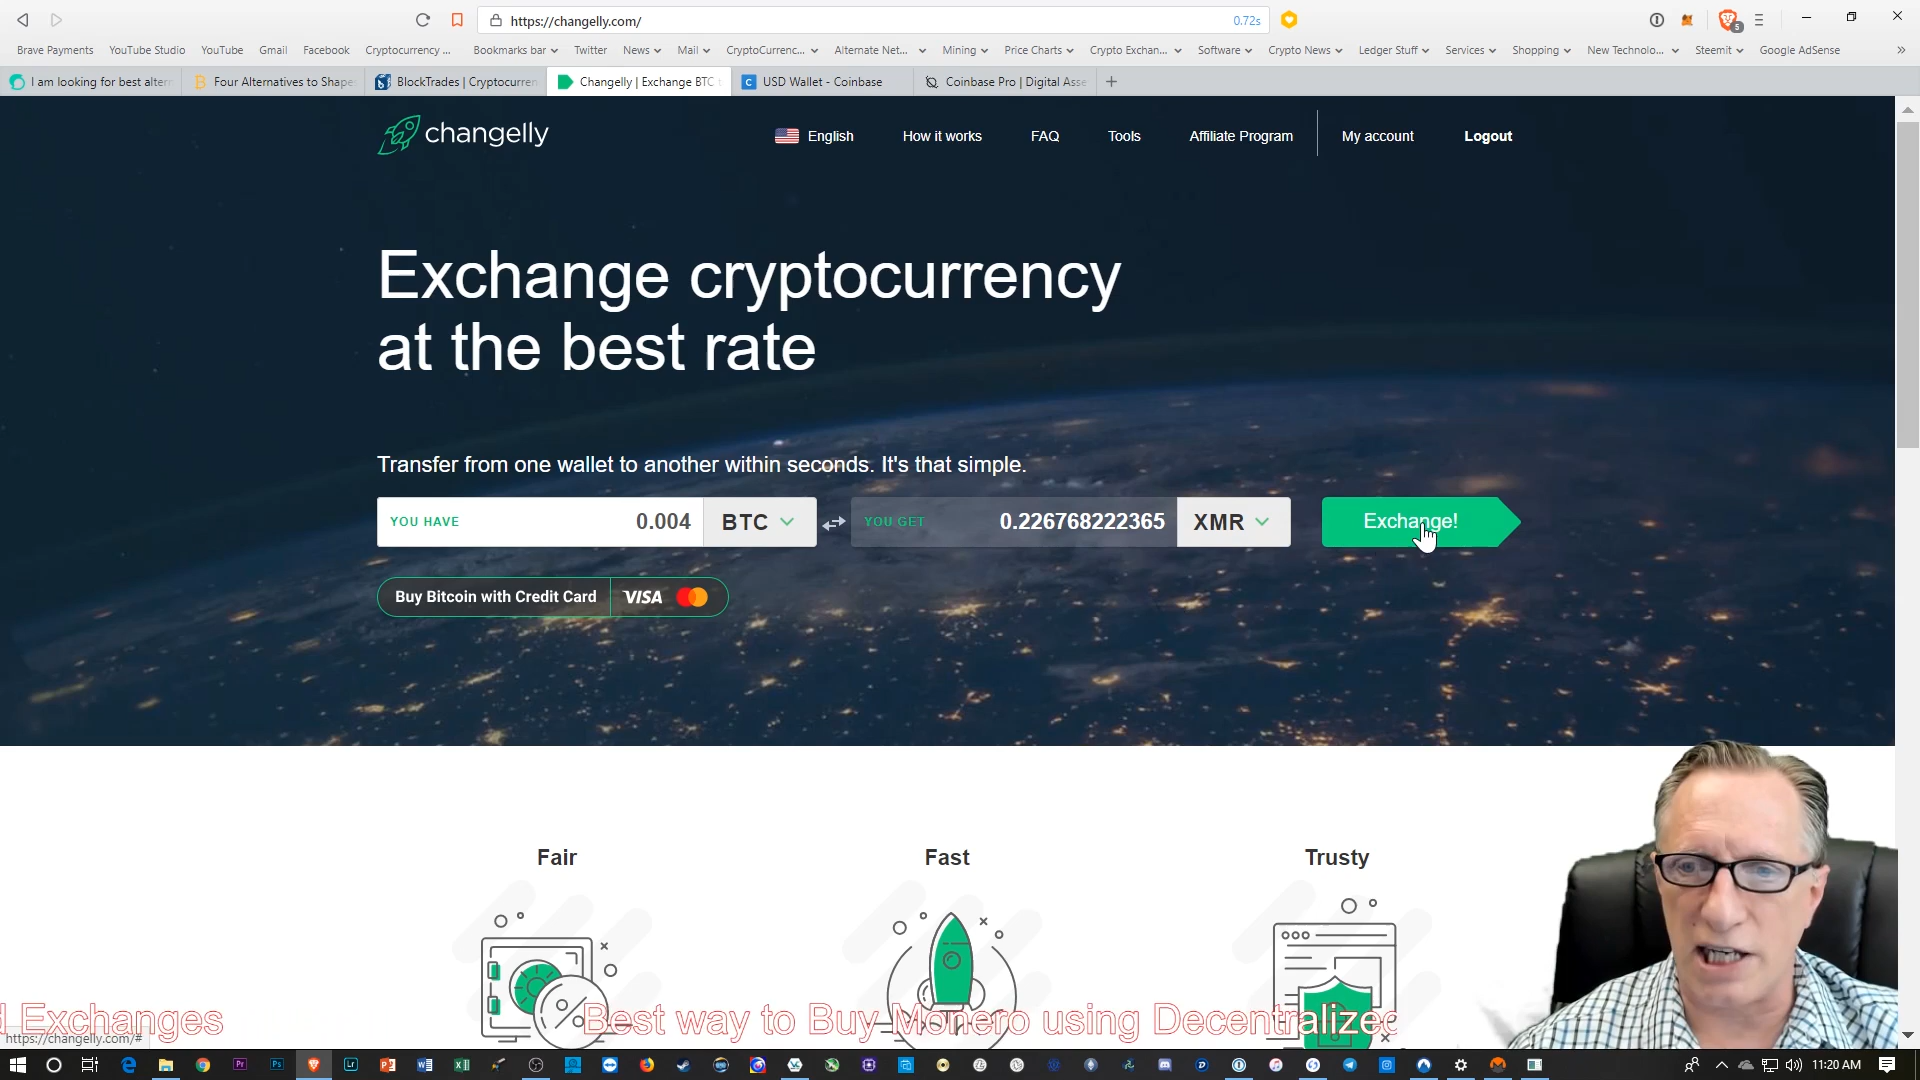 https://changelly.com/
0.72s
5
Brave Payments YouTube Studio YouTube Gmail Facebook Cryptocurrency ... Bookmarks bar Twitter News Mail CryptoCurrenc... Alternate Net... Mining Price Charts Crypto Exchan... Software Crypto News Ledger Stuff Services Shopping New Technolo... Steemit Google AdSense
I am looking for best altern Four Alternatives to Shape BlockTrades | Cryptocurren Changelly | Exchange BTC t USD Wallet - Coinbase Coinbase Pro | Digital Asse
changelly
English How it works FAQ Tools Affiliate Program My account Logout
Exchange cryptocurrency
at the best rate
Transfer from one wallet to another within seconds. It's that simple.
YOU HAVE 0.004 BTC YOU GET 0.226768222365 XMR Exchange!
Buy Bitcoin with Credit Card VISA
Fair Fast Trusty
d Exchanges Best way to Buy Monero using Decentralized
https://changelly.com/#
11:20 AM